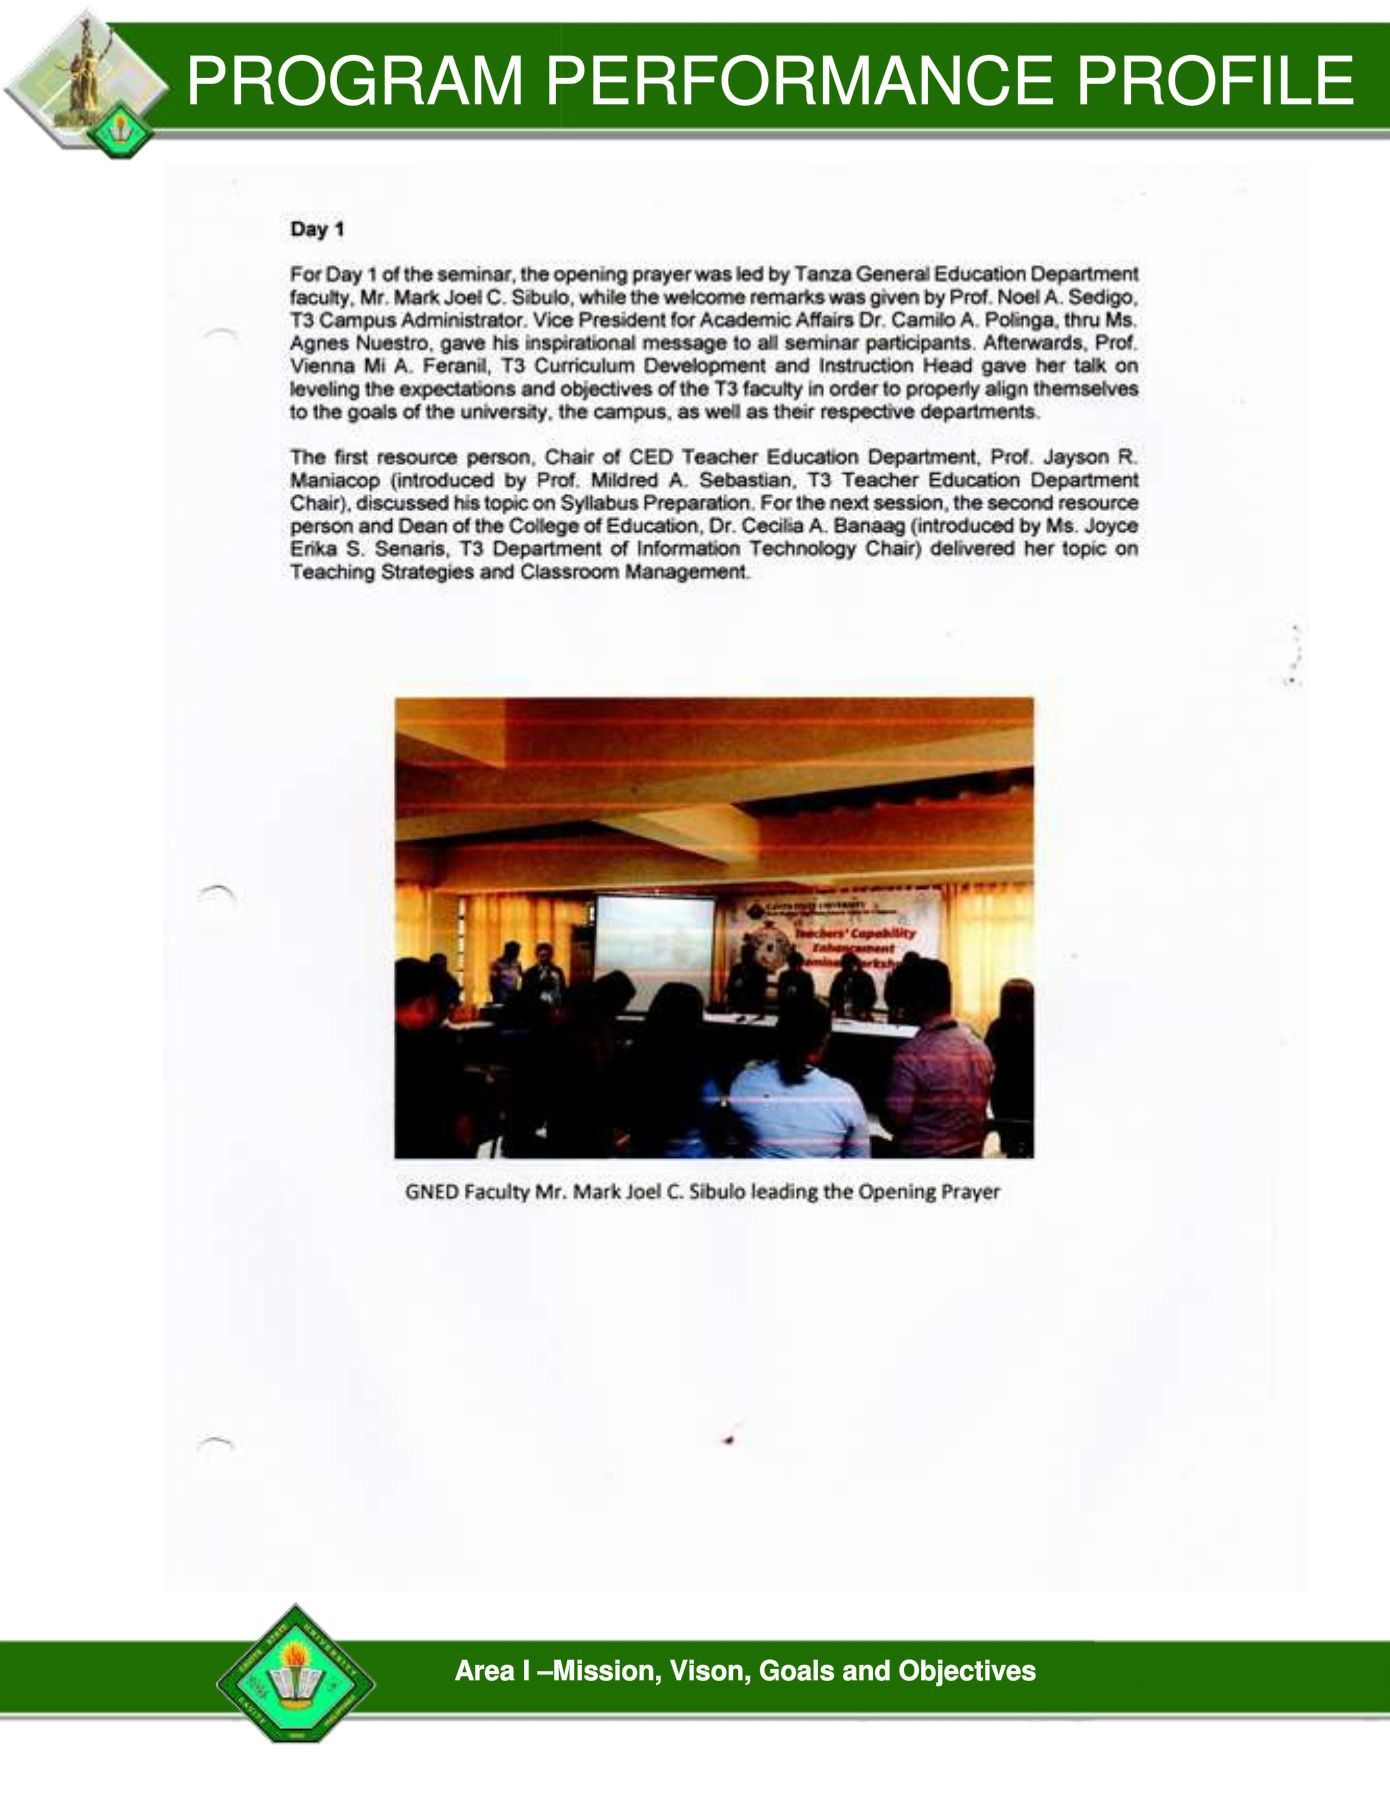 PROGRAM PERFORMANCE PROFILE
Day 1
For Day 1 of the seminar, the opening prayer was led by Tanza General Education Department
faculty, Mr. Mark Joel C. Sibulo, while the welcome remarks was given by Prof. Noel A. Sedigo,
T3 Campus Administrator. Vice President for Academic Affairs Dr. Camilo A. Polinga, thru Ms.
Agnes Nuestro, gave his inspirational message to all seminar participants. Afterwards, Prof.
Vienna Mi A. Feranil, T3 Curriculum Development and Instruction Head gave her talk on
leveling the expectations and objectives of the T3 faculty in order to properly align themselves
to the goals of the university, the campus, as well as their respective departments.
The first resource person, Chair of CED Teacher Education Department, Prof. Jayson R.
Maniacop (introduced by Prof. Mildred A. Sebastian, T3 Teacher Education Department
Chair), discussed his topic on Syllabus Preparation. For the next session, the second resource
person and Dean of the College of Education, Dr. Cecilia A. Banaag (introduced by Ms. Joyce
Erika S. Senaris, T3 Department of Information Technology Chair) delivered her topic on
Teaching Strategies and Classroom Management.
CAVITE STATE UNIVERSITY
Teachers' Capability
Enhancement
GNED Faculty Mr. Mark Joel C. Sibulo leading the Opening Prayer
CAVITE STATE UNIVERSITY
Area I –Mission, Vison, Goals and Objectives